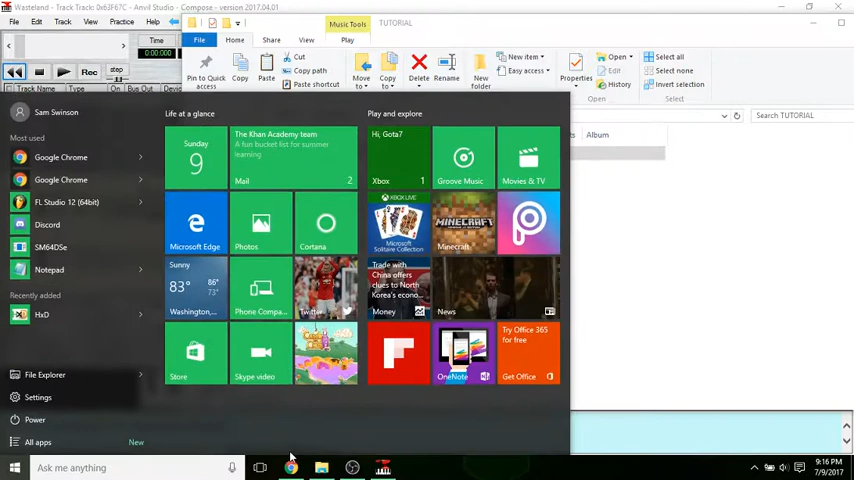 Wasteland - Track Track: 0x63F67C - Anvil Studio - Compose - version 2017.04.01
Music Tools
TUTORIAL
File Edit Track View Practice
File Home Share View Play
Time
0:00.000
Rec
step
Pin to Quick access
Copy
Paste
Cut
Copy path
Paste shortcut
Move to
Copy to
Delete
Rename
New folder
New item
Easy access
Properties
Open
Edit
History
Select all
Select none
Invert selection
Open
Select
Search TUTORIAL
Album
Sam Swinson
Most used
Google Chrome
Google Chrome
FL Studio 12 (64bit)
Discord
SM64DSe
Notepad
Recently added
HxD
File Explorer
Settings
Power
All apps
New
Life at a glance
Sunday
9
The Khan Academy team
A fun bucket list for summer
learning
Mail
2
Microsoft Edge
Photos
Cortana
Sunny
83°
86°
73°
Washington,...
Phone Compa...
Twitter
Store
Skype video
Play and explore
Hi, Gota7
Xbox
1
Groove Music
Movies & TV
XBOX LIVE
Microsoft
Solitaire Collection
MINECRAFT
Minecraft
Trade with
China offers
clues to North
Korea's econo...
Money
News
OneNote
Try Office 365
for free
Get Office
Ask me anything
9:16 PM
7/9/2017